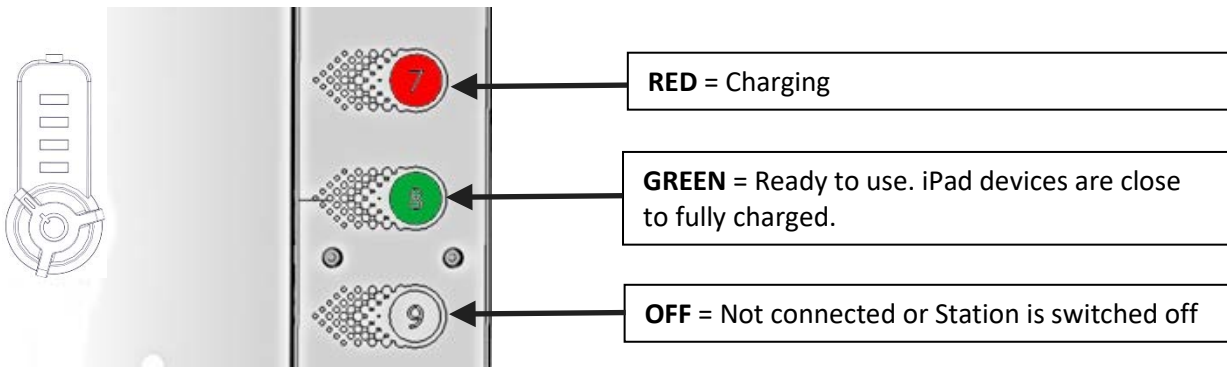 7
RED = Charging
8
GREEN = Ready to use. iPad devices are close
to fully charged.
9
OFF = Not connected or Station is switched off